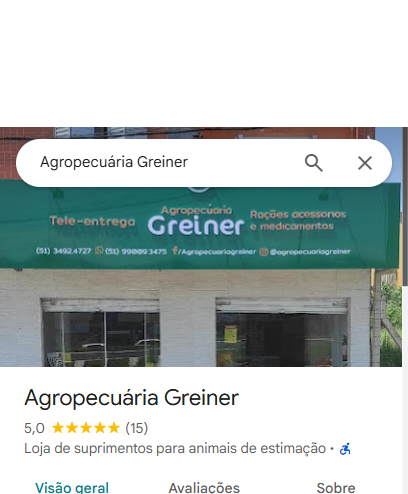 Agropecuária Greiner
Tele-entrega
Agropecuária
Greiner
Rações acessorios
e medicamentos
(51) 3492.4727 (51) 99009 3475 /Agropecuariagreiner @agropecuariagreiner
Agropecuária Greiner
5,0 ★★★★★ (15)
Loja de suprimentos para animais de estimação ·
Visão geral Avaliações Sobre